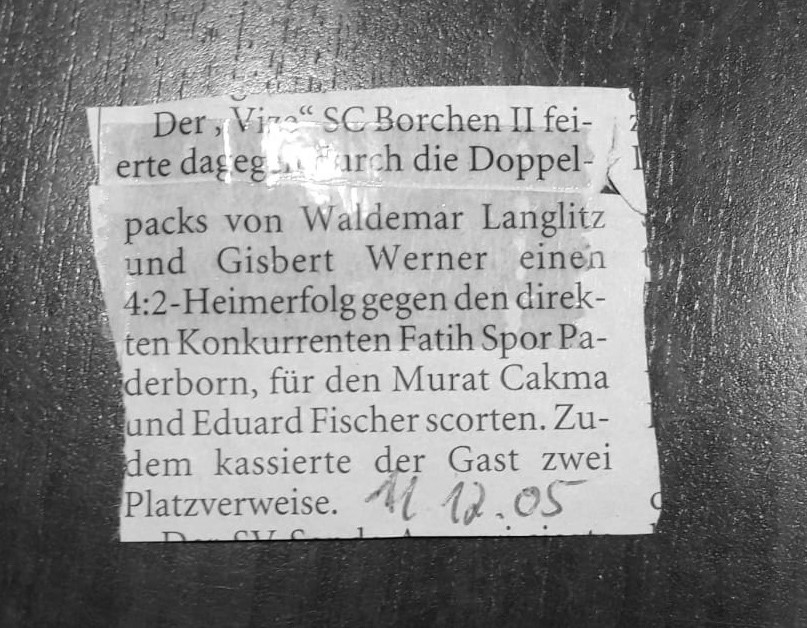 Der „Vize“ SC Borchen II fei-
erte dagegen durch die Doppel-
packs von Waldemar Langlitz
und Gisbert Werner einen
4:2-Heimerfolg gegen den direk-
ten Konkurrenten Fatih Spor Pa-
derborn, für den Murat Cakma
und Eduard Fischer scorten. Zu-
dem kassierte der Gast zwei
Platzverweise. 11 12.05